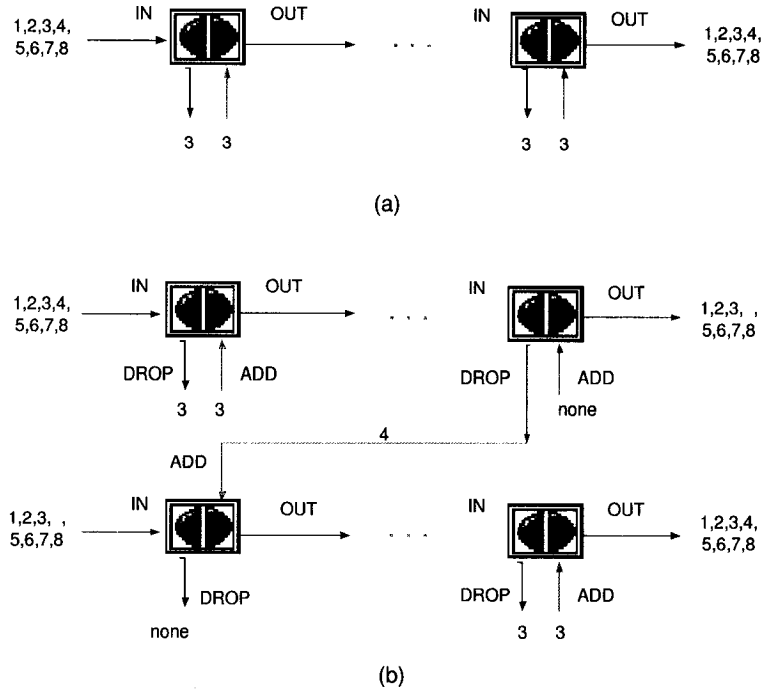 IN OUT IN OUT
1,2,3,4,
5,6,7,8
. . .
1,2,3,4,
5,6,7,8
3 3 3 3
(a)
IN OUT IN OUT
1,2,3,4,
5,6,7,8
. . .
1,2,3, ,
5,6,7,8
DROP ADD DROP ADD
3 3 none
4
ADD
IN OUT IN OUT
1,2,3, ,
5,6,7,8
. . .
1,2,3,4,
5,6,7,8
DROP DROP ADD
none 3 3
(b)